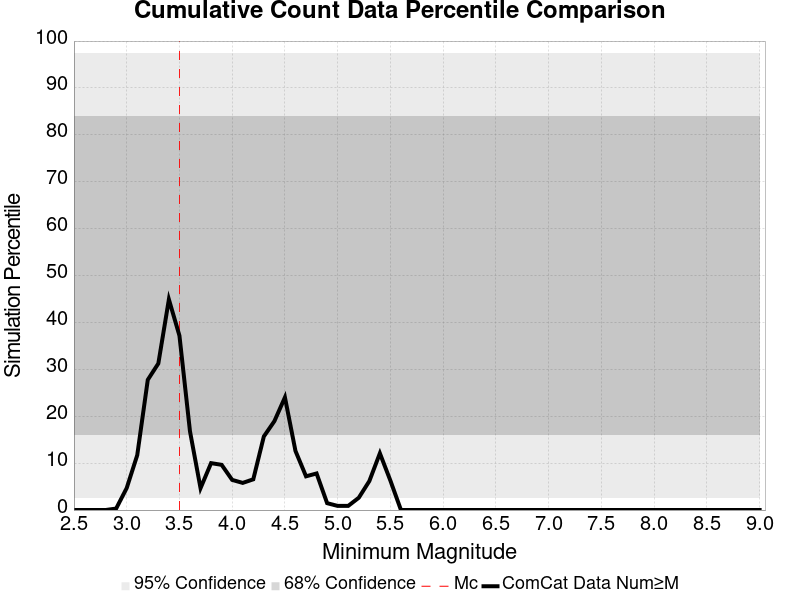 Cumulative Count Data Percentile Comparison
100
90
80
70
60
50
40
30
20
10
0
Simulation Percentile
2.5 3.0 3.5 4.0 4.5 5.0 5.5 6.0 6.5 7.0 7.5 8.0 8.5 9.0
Minimum Magnitude
95% Confidence 68% Confidence Mc ComCat Data Num≥M